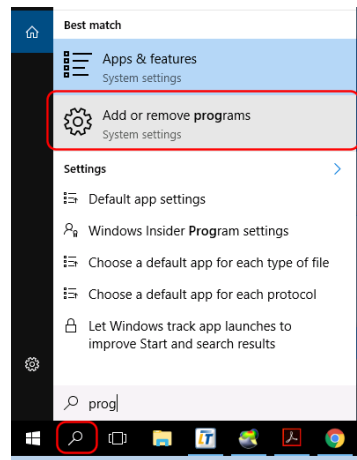 Best match
Apps & features
System settings
Add or remove programs
System settings
Settings
Default app settings
Windows Insider Program settings
Choose a default app for each type of file
Choose a default app for each protocol
Let Windows track app launches to
improve Start and search results
prog